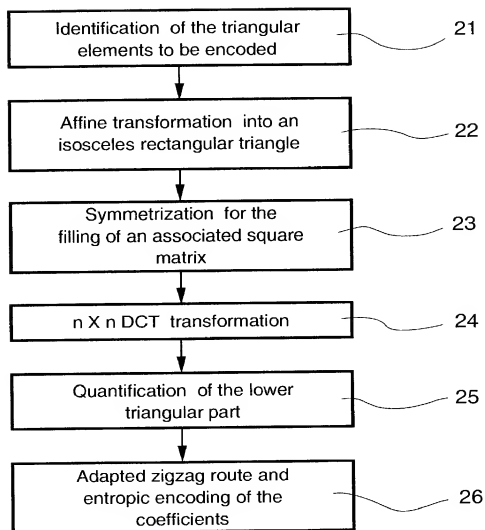 Identification of the triangular
elements to be encoded
21
Affine transformation into an
isosceles rectangular triangle
22
Symmetrization for the
filling of an associated square
matrix
23
n X n DCT transformation
24
Quantification of the lower
triangular part
25
Adapted zigzag route and
entropic encoding of the
coefficients
26